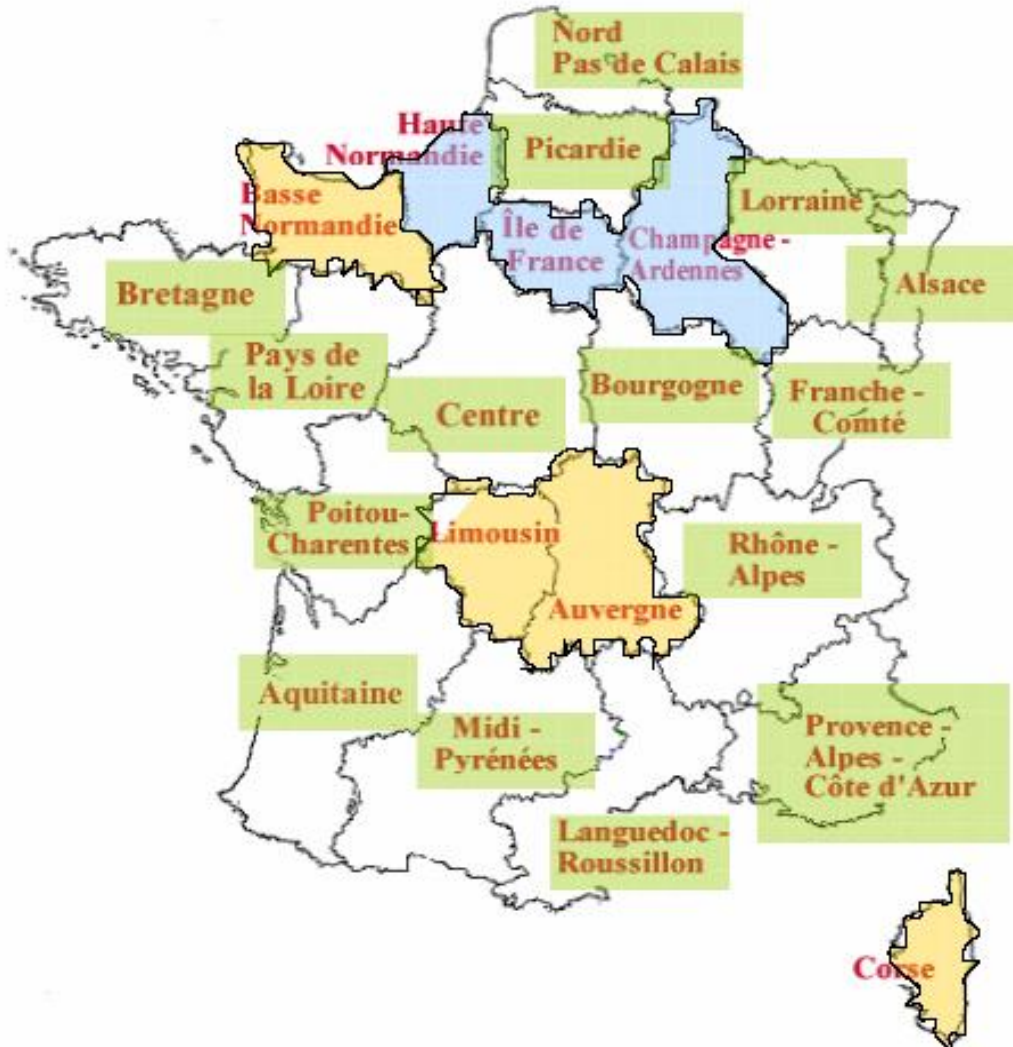 Nord
Pas de Calais
Haute
Normandie
Picardie
Basse
Normandie
Lorraine
Île de
France
Champagne -
Ardennes
Bretagne
Alsace
Pays de
la Loire
Centre
Bourgogne
Franche -
Comté
Poitou-
Charentes
Limousin
Rhône -
Alpes
Auvergne
Aquitaine
Midi -
Pyrénées
Provence -
Alpes -
Côte d'Azur
Languedoc -
Roussillon
Corse